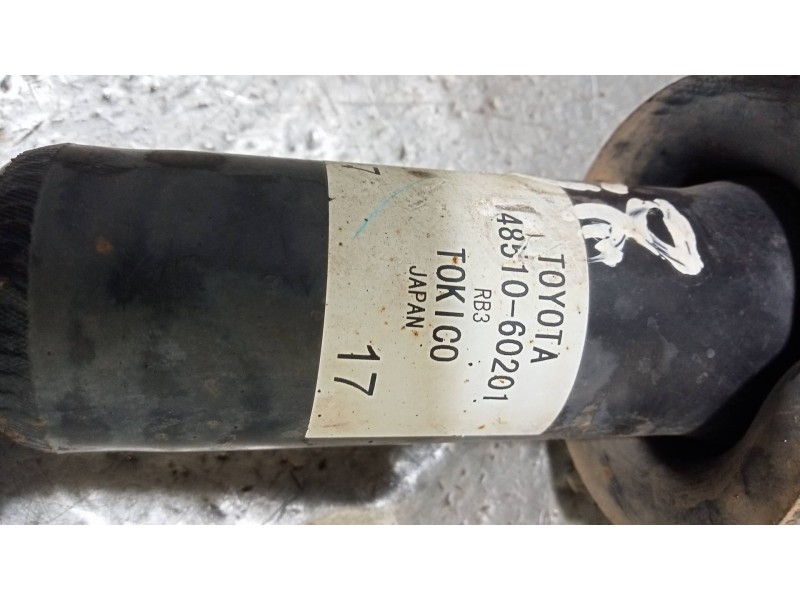 TOYOTA
48510-60201
RB3
TOKICO
JAPAN
17